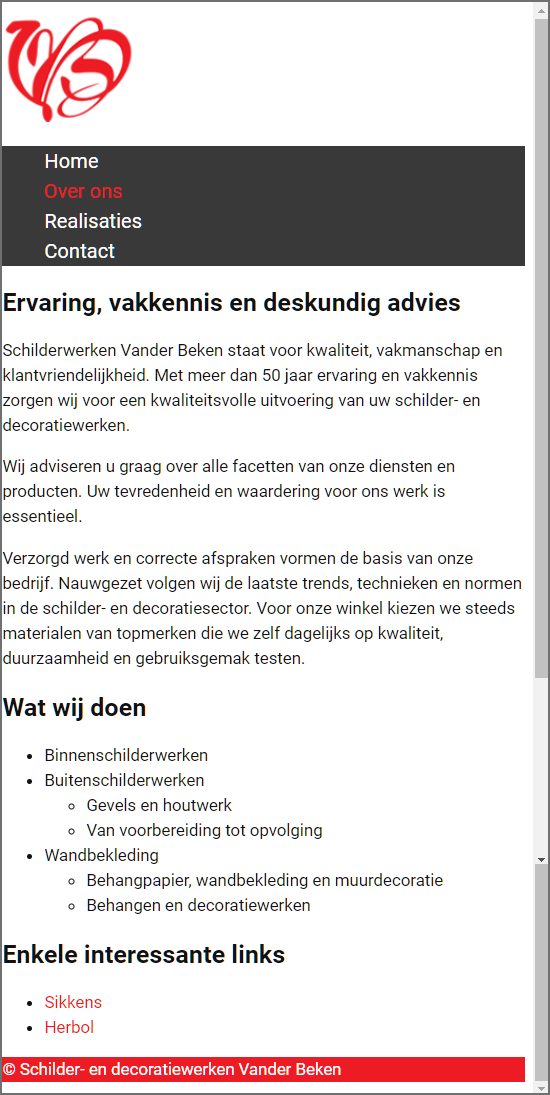 VB
Home
Over ons
Realisaties
Contact
Ervaring, vakkennis en deskundig advies
Schilderwerken Vander Beken staat voor kwaliteit, vakmanschap en
klantvriendelijkheid. Met meer dan 50 jaar ervaring en vakkennis
zorgen wij voor een kwaliteitsvolle uitvoering van uw schilder- en
decoratiewerken.
Wij adviseren u graag over alle facetten van onze diensten en
producten. Uw tevredenheid en waardering voor ons werk is
essentieel.
Verzorgd werk en correcte afspraken vormen de basis van onze
bedrijf. Nauwgezet volgen wij de laatste trends, technieken en normen
in de schilder- en decoratiesector. Voor onze winkel kiezen we steeds
materialen van topmerken die we zelf dagelijks op kwaliteit,
duurzaamheid en gebruiksgemak testen.
Wat wij doen
Binnenschilderwerken
Buitenschilderwerken
Gevels en houtwerk
Van voorbereiding tot opvolging
Wandbekleding
Behangpapier, wandbekleding en muurdecoratie
Behangen en decoratiewerken
Enkele interessante links
Sikkens
Herbol
© Schilder- en decoratiewerken Vander Beken